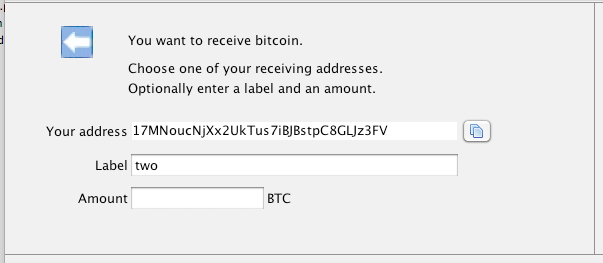 You want to receive bitcoin.
Choose one of your receiving addresses.
Optionally enter a label and an amount.
Your address 17MNoucNjXx2UkTus7iBJBstpC8GLJz3FV
Label two
Amount BTC